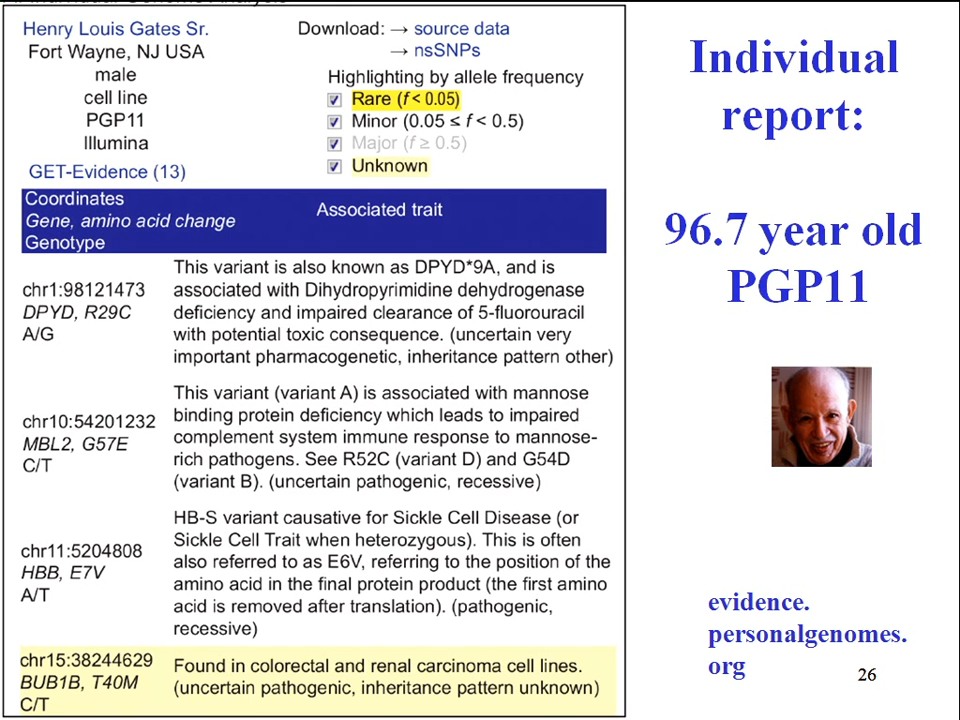 Henry Louis Gates Sr.
Fort Wayne, NJ USA
male
cell line
PGP11
Illumina
GET-Evidence (13)
Download: → source data
→ nsSNPs
Highlighting by allele frequency
Rare (f < 0.05)
Minor (0.05 ≤ f < 0.5)
Major (f ≥ 0.5)
Unknown
Coordinates
Gene, amino acid change
Genotype
Associated trait
chr1:98121473
DPYD, R29C
A/G
This variant is also known as DPYD*9A, and is
associated with Dihydropyrimidine dehydrogenase
deficiency and impaired clearance of 5-fluorouracil
with potential toxic consequence. (uncertain very
important pharmacogenetic, inheritance pattern other)
chr10:54201232
MBL2, G57E
C/T
This variant (variant A) is associated with mannose
binding protein deficiency which leads to impaired
complement system immune response to mannose-
rich pathogens. See R52C (variant D) and G54D
(variant B). (uncertain pathogenic, recessive)
chr11:5204808
HBB, E7V
A/T
HB-S variant causative for Sickle Cell Disease (or
Sickle Cell Trait when heterozygous). This is often
also referred to as E6V, referring to the position of the
amino acid in the final protein product (the first amino
acid is removed after translation). (pathogenic,
recessive)
chr15:38244629
BUB1B, T40M
C/T
Found in colorectal and renal carcinoma cell lines.
(uncertain pathogenic, inheritance pattern unknown)
Individual
report:
96.7 year old
PGP11
evidence.
personalgenomes.
org
26